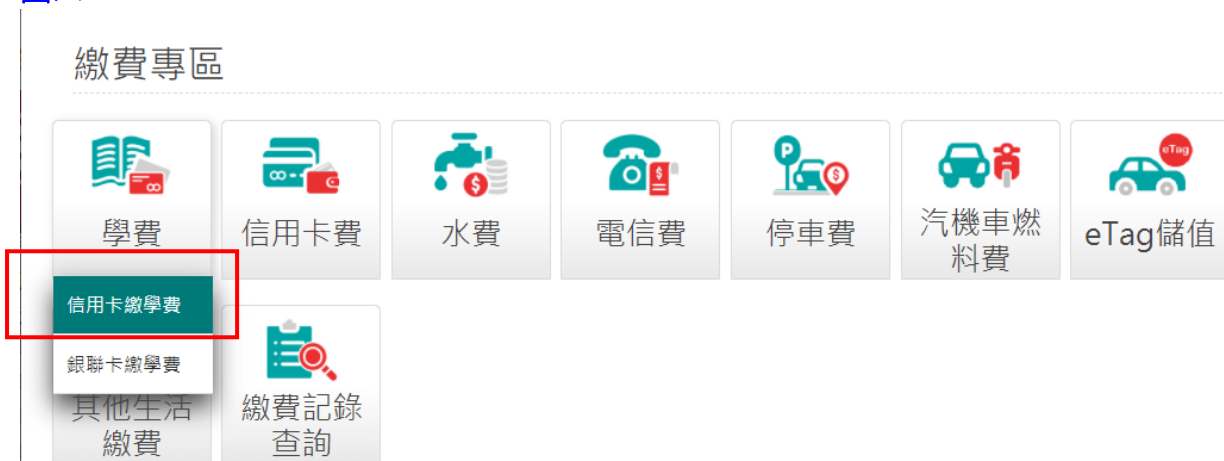 繳費專區
學費
信用卡費
水費
電信費
P
停車費
汽機車燃
料費
eTag
eTag儲值
信用卡繳學費
銀聯卡繳學費
其他生活
繳費
繳費記錄
查詢